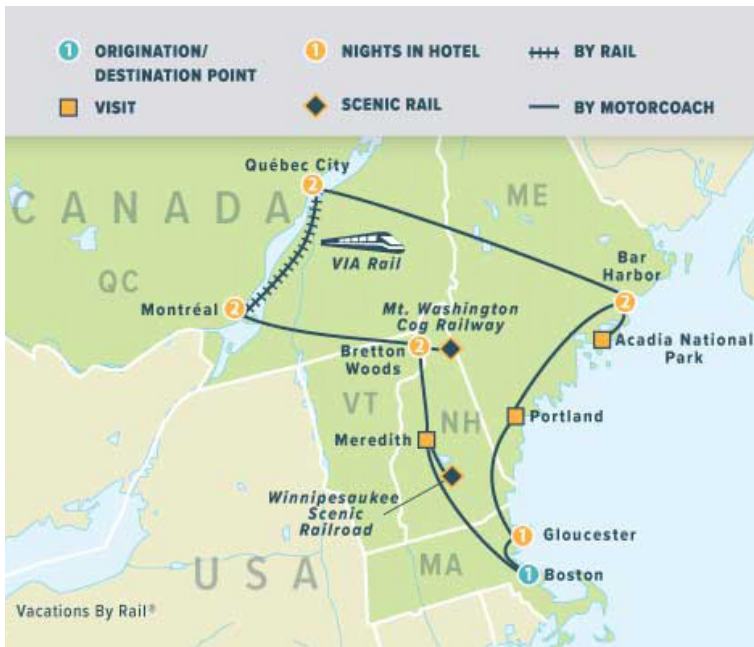 1 ORIGINATION/
DESTINATION POINT
1 NIGHTS IN HOTEL
BY RAIL
VISIT
SCENIC RAIL
BY MOTORCOACH
Québec City
2
CANADA
ME
VIA Rail
Bar
Harbor
2
QC
Montréal
2
Mt. Washington
Cog Railway
2
Bretton
Woods
Acadia National
Park
VT
NH
Portland
Meredith
Winnipesaukee
Scenic
Railroad
1
Gloucester
USA
MA
1
Boston
Vacations By Rail®